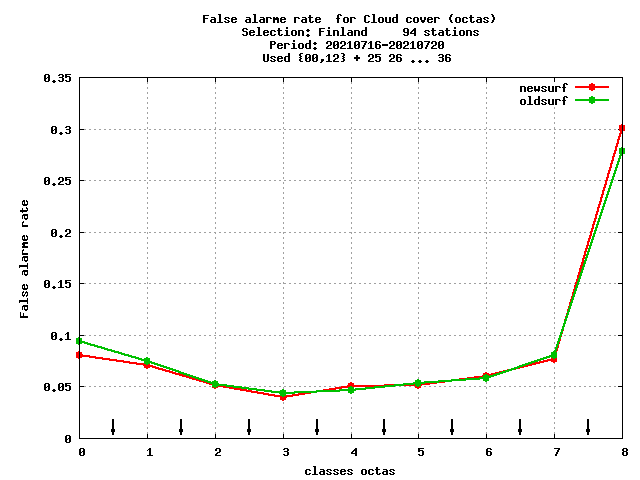 False alarme rate  for Cloud cover (octas)
Selection: Finland     94 stations
Period: 20210716-20210720
Used {00,12} + 25 26 ... 36
newsurf
oldsurf
0.35
0.3
0.25
0.2
0.15
0.1
0.05
0
False alarme rate
0 1 2 3 4 5 6 7 8
classes octas